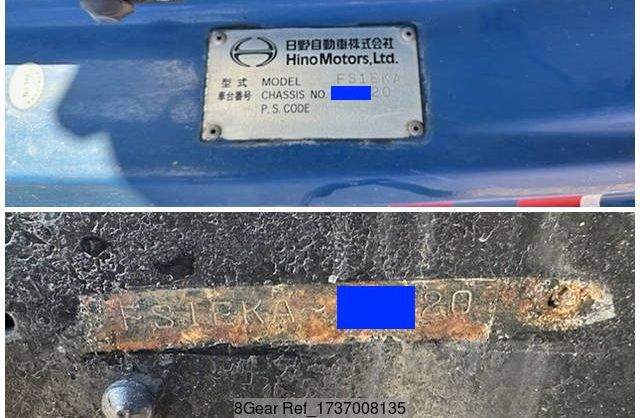 日野自動車株式会社
Hino Motors, Ltd.
型式 MODEL FS1EKA
車台番号 CHASSIS NO. 20
P. S. CODE
FS1EKA- 20
8Gear Ref_1737008135